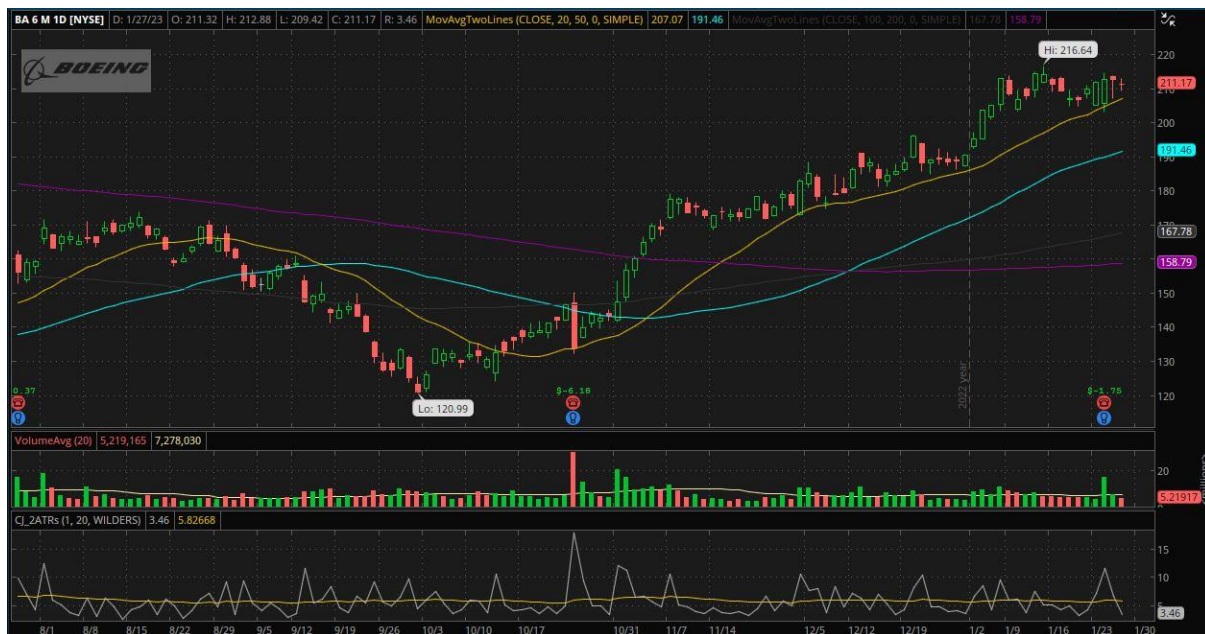 BA 6 M 1D [NYSE] D: 1/27/23 O: 211.32 H: 212.88 L: 209.42 C: 211.17 R: 3.46 MovAvgTwoLines (CLOSE, 20, 50, 0, SIMPLE) 207.07 191.46 MovAvgTwoLines (CLOSE, 100, 200, 0, SIMPLE) 167.78 158.79
BOEING
Hi: 216.64
220
211.17
210
200
191.46
190
180
170
167.78
160
158.79
150
140
130
120
2022 year
0.37
$-6.18
$-1.75
Lo: 120.99
VolumeAvg (20) 5,219,165 7,278,030
20
5.21917
millions
CJ_2ATRs (1, 20, WILDERS) 3.46 5.82668
15
10
5
3.46
8/1 8/8 8/15 8/22 8/29 9/5 9/12 9/19 9/26 10/3 10/10 10/17 10/31 11/7 11/14 12/5 12/12 12/19 1/2 1/9 1/16 1/23 1/30